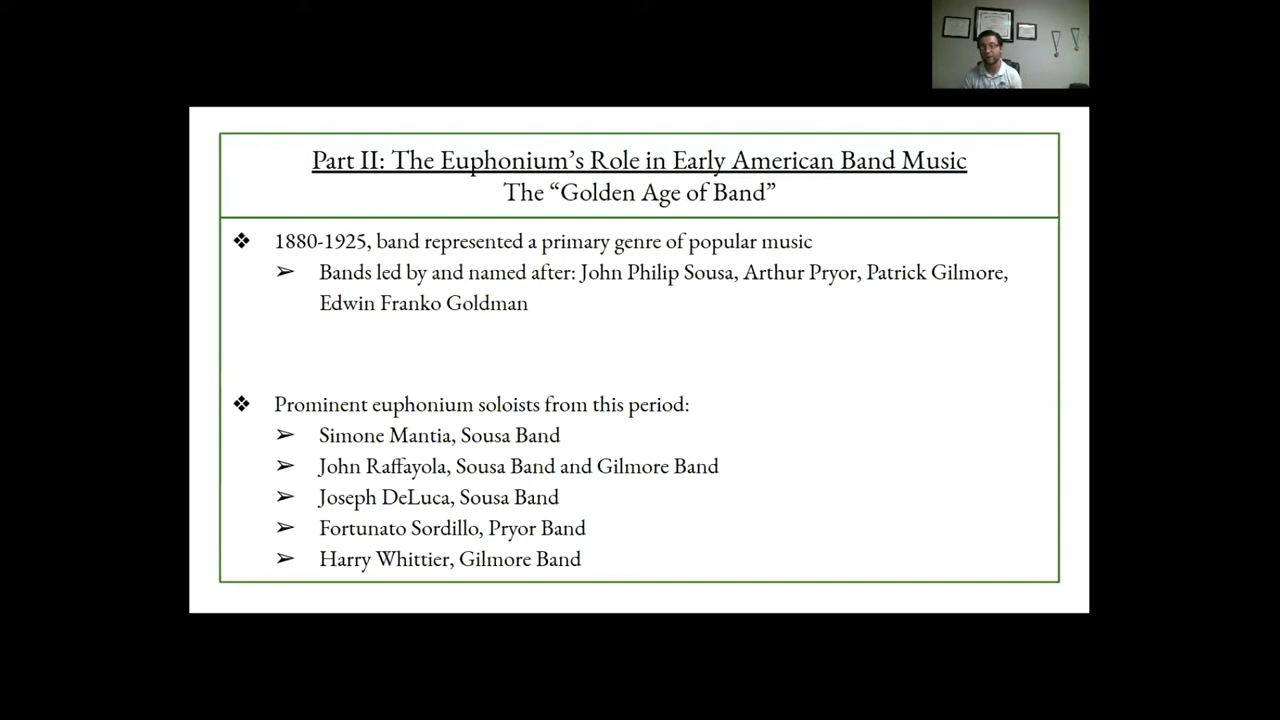 Part II: The Euphonium's Role in Early American Band Music
The “Golden Age of Band”
❖ 1880-1925, band represented a primary genre of popular music
➢ Bands led by and named after: John Philip Sousa, Arthur Pryor, Patrick Gilmore,
Edwin Franko Goldman
❖ Prominent euphonium soloists from this period:
➢ Simone Mantia, Sousa Band
➢ John Raffayola, Sousa Band and Gilmore Band
➢ Joseph DeLuca, Sousa Band
➢ Fortunato Sordillo, Pryor Band
➢ Harry Whittier, Gilmore Band